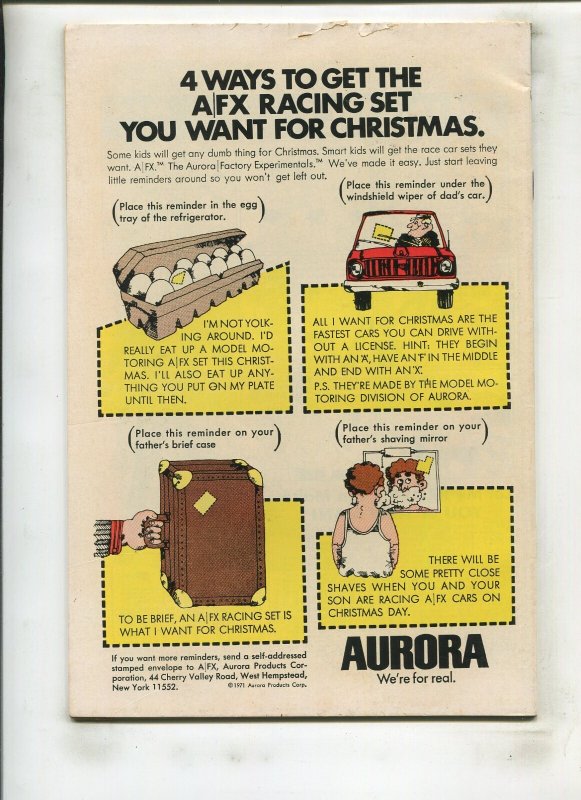 4 WAYS TO GET THE
A|FX RACING SET
YOU WANT FOR CHRISTMAS.
Some kids will get any dumb thing for Christmas. Smart kids will get the race car sets they
want. A|FX.™ The Aurora|Factory Experimentals.™ We've made it easy. Just start leaving
little reminders around so you won't get left out.
(Place this reminder in the egg
tray of the refrigerator.)
I'M NOT YOLK-
ING AROUND. I'D
REALLY EAT UP A MODEL MO-
TORING A|FX SET THIS CHRIST-
MAS. I'LL ALSO EAT UP ANY-
THING YOU PUT ON MY PLATE
UNTIL THEN.
(Place this reminder under the
windshield wiper of dad's car.)
ALL I WANT FOR CHRISTMAS ARE THE
FASTEST CARS YOU CAN DRIVE WITH-
OUT A LICENSE. HINT: THEY BEGIN
WITH AN 'A', HAVE AN 'F' IN THE MIDDLE
AND END WITH AN 'X'.
P.S. THEY'RE MADE BY THE MODEL MO-
TORING DIVISION OF AURORA.
(Place this reminder on your
father's brief case)
TO BE BRIEF, AN A|FX RACING SET IS
WHAT I WANT FOR CHRISTMAS.
(Place this reminder on your
father's shaving mirror)
THERE WILL BE
SOME PRETTY CLOSE
SHAVES WHEN YOU AND YOUR
SON ARE RACING A|FX CARS ON
CHRISTMAS DAY.
If you want more reminders, send a self-addressed
stamped envelope to A|FX, Aurora Products Cor-
poration, 44 Cherry Valley Road, West Hempstead,
New York 11552.
©1971 Aurora Products Corp.
AURORA
We're for real.